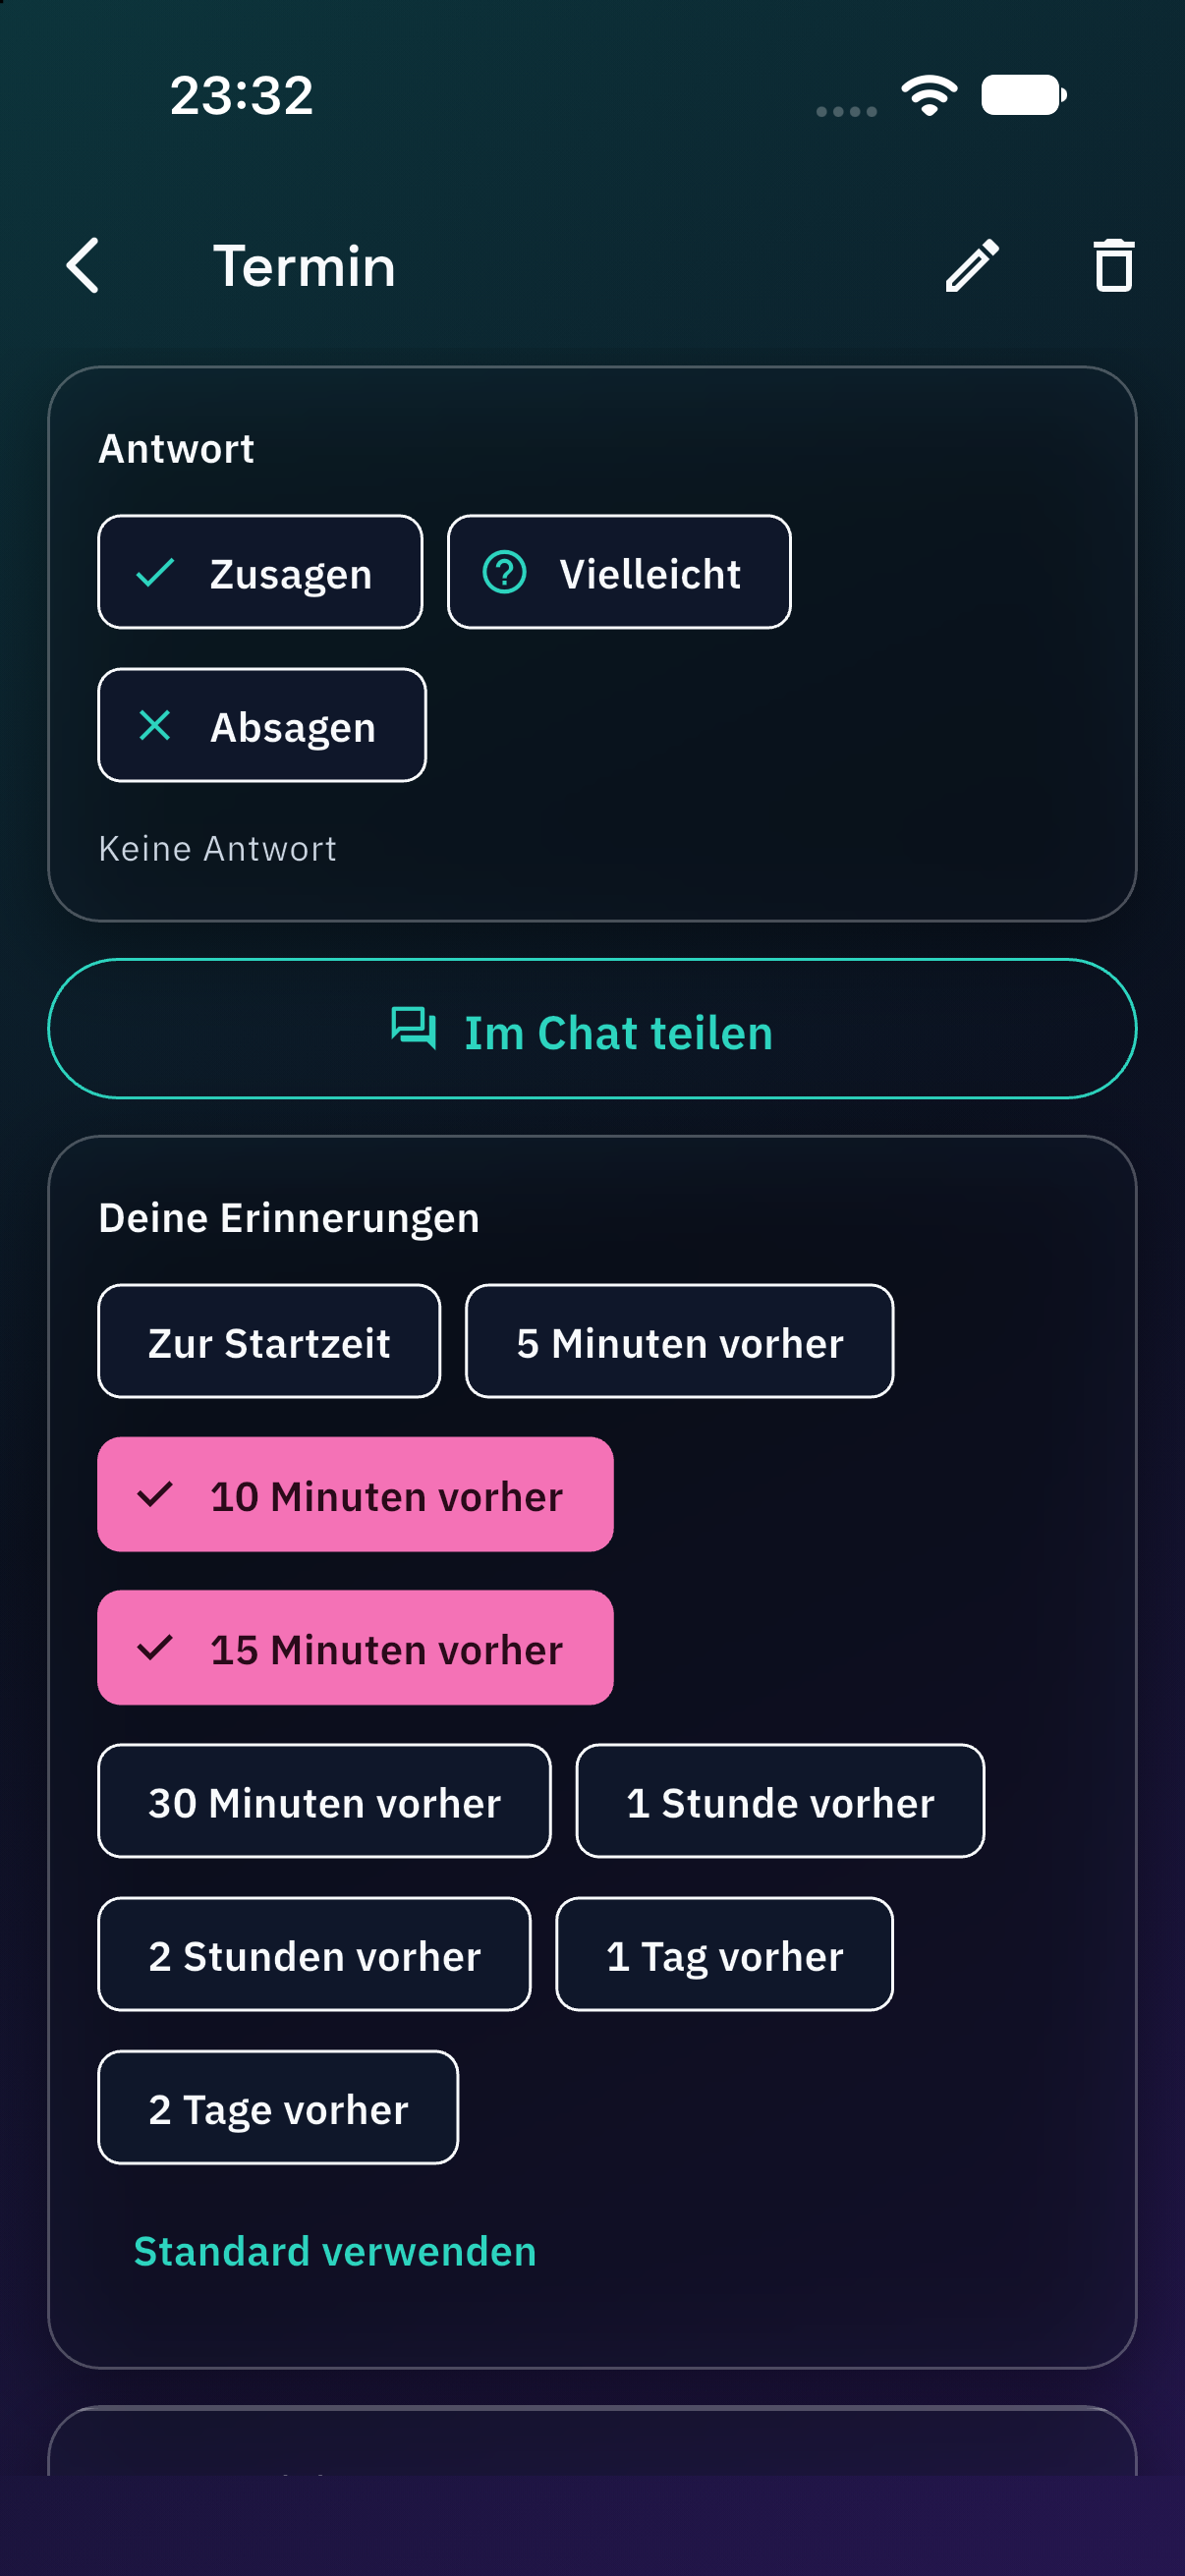 23:32
Termin
Antwort
Zusagen
Vielleicht
Absagen
Keine Antwort
Im Chat teilen
Deine Erinnerungen
Zur Startzeit
5 Minuten vorher
10 Minuten vorher
15 Minuten vorher
30 Minuten vorher
1 Stunde vorher
2 Stunden vorher
1 Tag vorher
2 Tage vorher
Standard verwenden